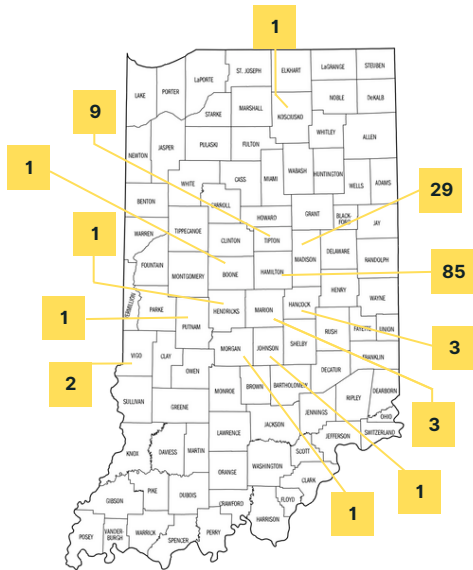 1
ST. JOSEPH
ELKHART
LaGRANGE
STEUBEN
LaPORTE
PORTER
LAKE
NOBLE
DeKALB
9
MARSHALL
KOSCIUSKO
STARKE
WHITLEY
ALLEN
JASPER
PULASKI
FULTON
NEWTON
1
WABASH
HUNTINGTON
CASS
MIAMI
WELLS
ADAMS
WHITE
29
BENTON
CARROLL
GRANT
BLACK-
FORD
JAY
HOWARD
WARREN
TIPPECANOE
CLINTON
TIPTON
1
DELAWARE
MADISON
RANDOLPH
FOUNTAIN
85
MONTGOMERY
BOONE
HAMILTON
HENRY
WAYNE
VERMILLION
PARKE
HENDRICKS
MARION
HANCOCK
1
PUTNAM
RUSH
FAYETTE
UNION
3
MORGAN
JOHNSON
SHELBY
VIGO
CLAY
FRANKLIN
2
OWEN
DECATUR
BROWN
BARTHOLOMEW
MONROE
DEARBORN
SULLIVAN
RIPLEY
GREENE
JENNINGS
OHIO
3
JACKSON
SWITZERLAND
LAWRENCE
JEFFERSON
KNOX
DAVIESS
MARTIN
SCOTT
WASHINGTON
ORANGE
CLARK
1
PIKE
DUBOIS
GIBSON
FLOYD
CRAWFORD
1
HARRISON
POSEY
VANDER-
BURGH
WARRICK
PERRY
SPENCER